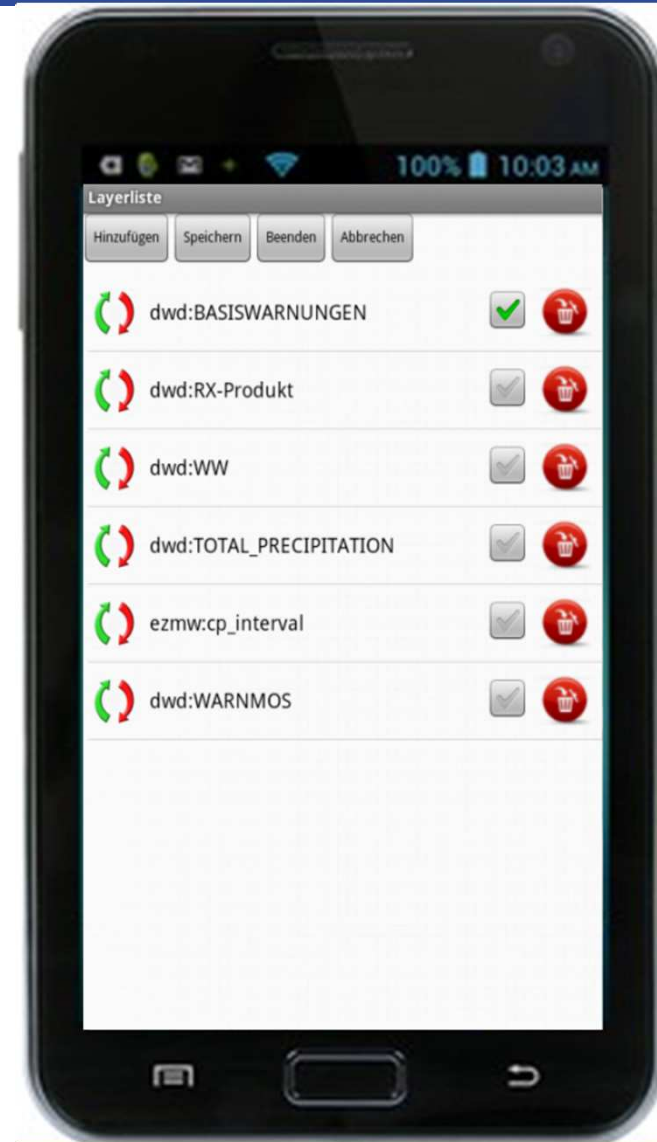 100% 10:03 AM
Layerliste
Hinzufügen Speichern Beenden Abbrechen
dwd:BASISWARNUNGEN
dwd:RX-Produkt
dwd:WW
dwd:TOTAL_PRECIPITATION
ezmw:cp_interval
dwd:WARNMOS